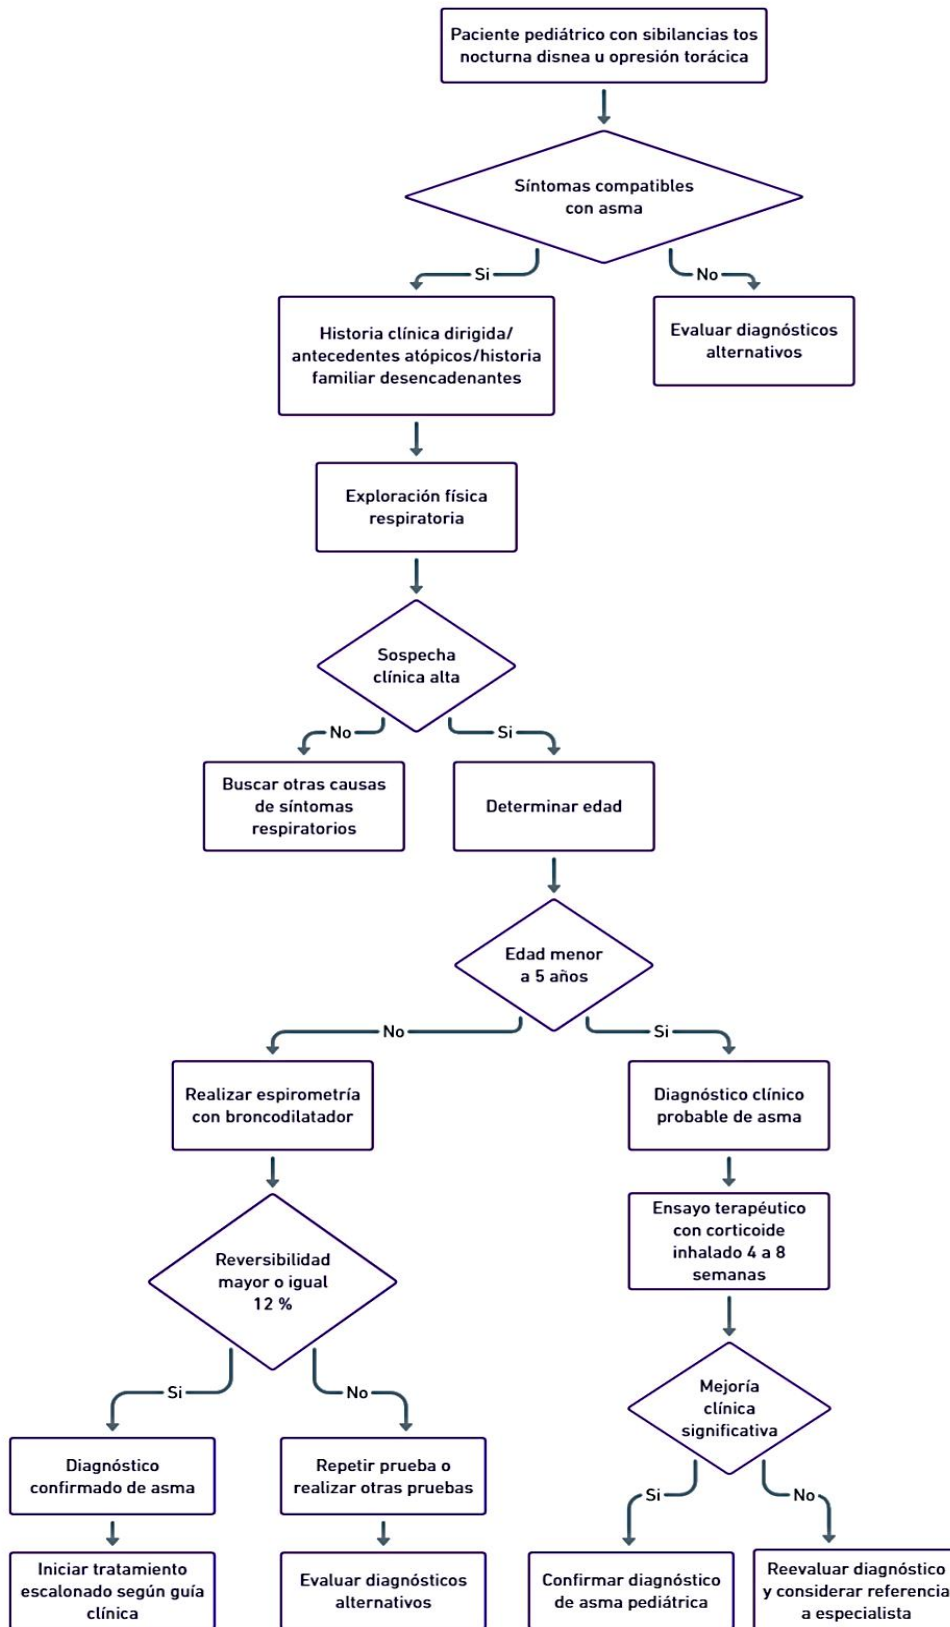 Paciente pediátrico con sibilancias tos
nocturna disnea u opresión torácica
Síntomas compatibles
con asma
Si
No
Historia clínica dirigida/
antecedentes atópicos/historia
familiar desencadenantes
Evaluar diagnósticos
alternativos
Exploración física
respiratoria
Sospecha
clínica alta
No
Si
Buscar otras causas
de síntomas
respiratorios
Determinar edad
Edad menor
a 5 años
No
Si
Realizar espirometría
con broncodilatador
Diagnóstico clínico
probable de asma
Ensayo terapéutico
con corticoide
inhalado 4 a 8
semanas
Reversibilidad
mayor o igual
12 %
Mejoría
clínica
significativa
Si
No
Diagnóstico
confirmado de asma
Repetir prueba o
realizar otras pruebas
Si
No
Iniciar tratamiento
escalonado según guía
clínica
Evaluar diagnósticos
alternativos
Confirmar diagnóstico
de asma pediátrica
Reevaluar diagnóstico
y considerar referencia
a especialista